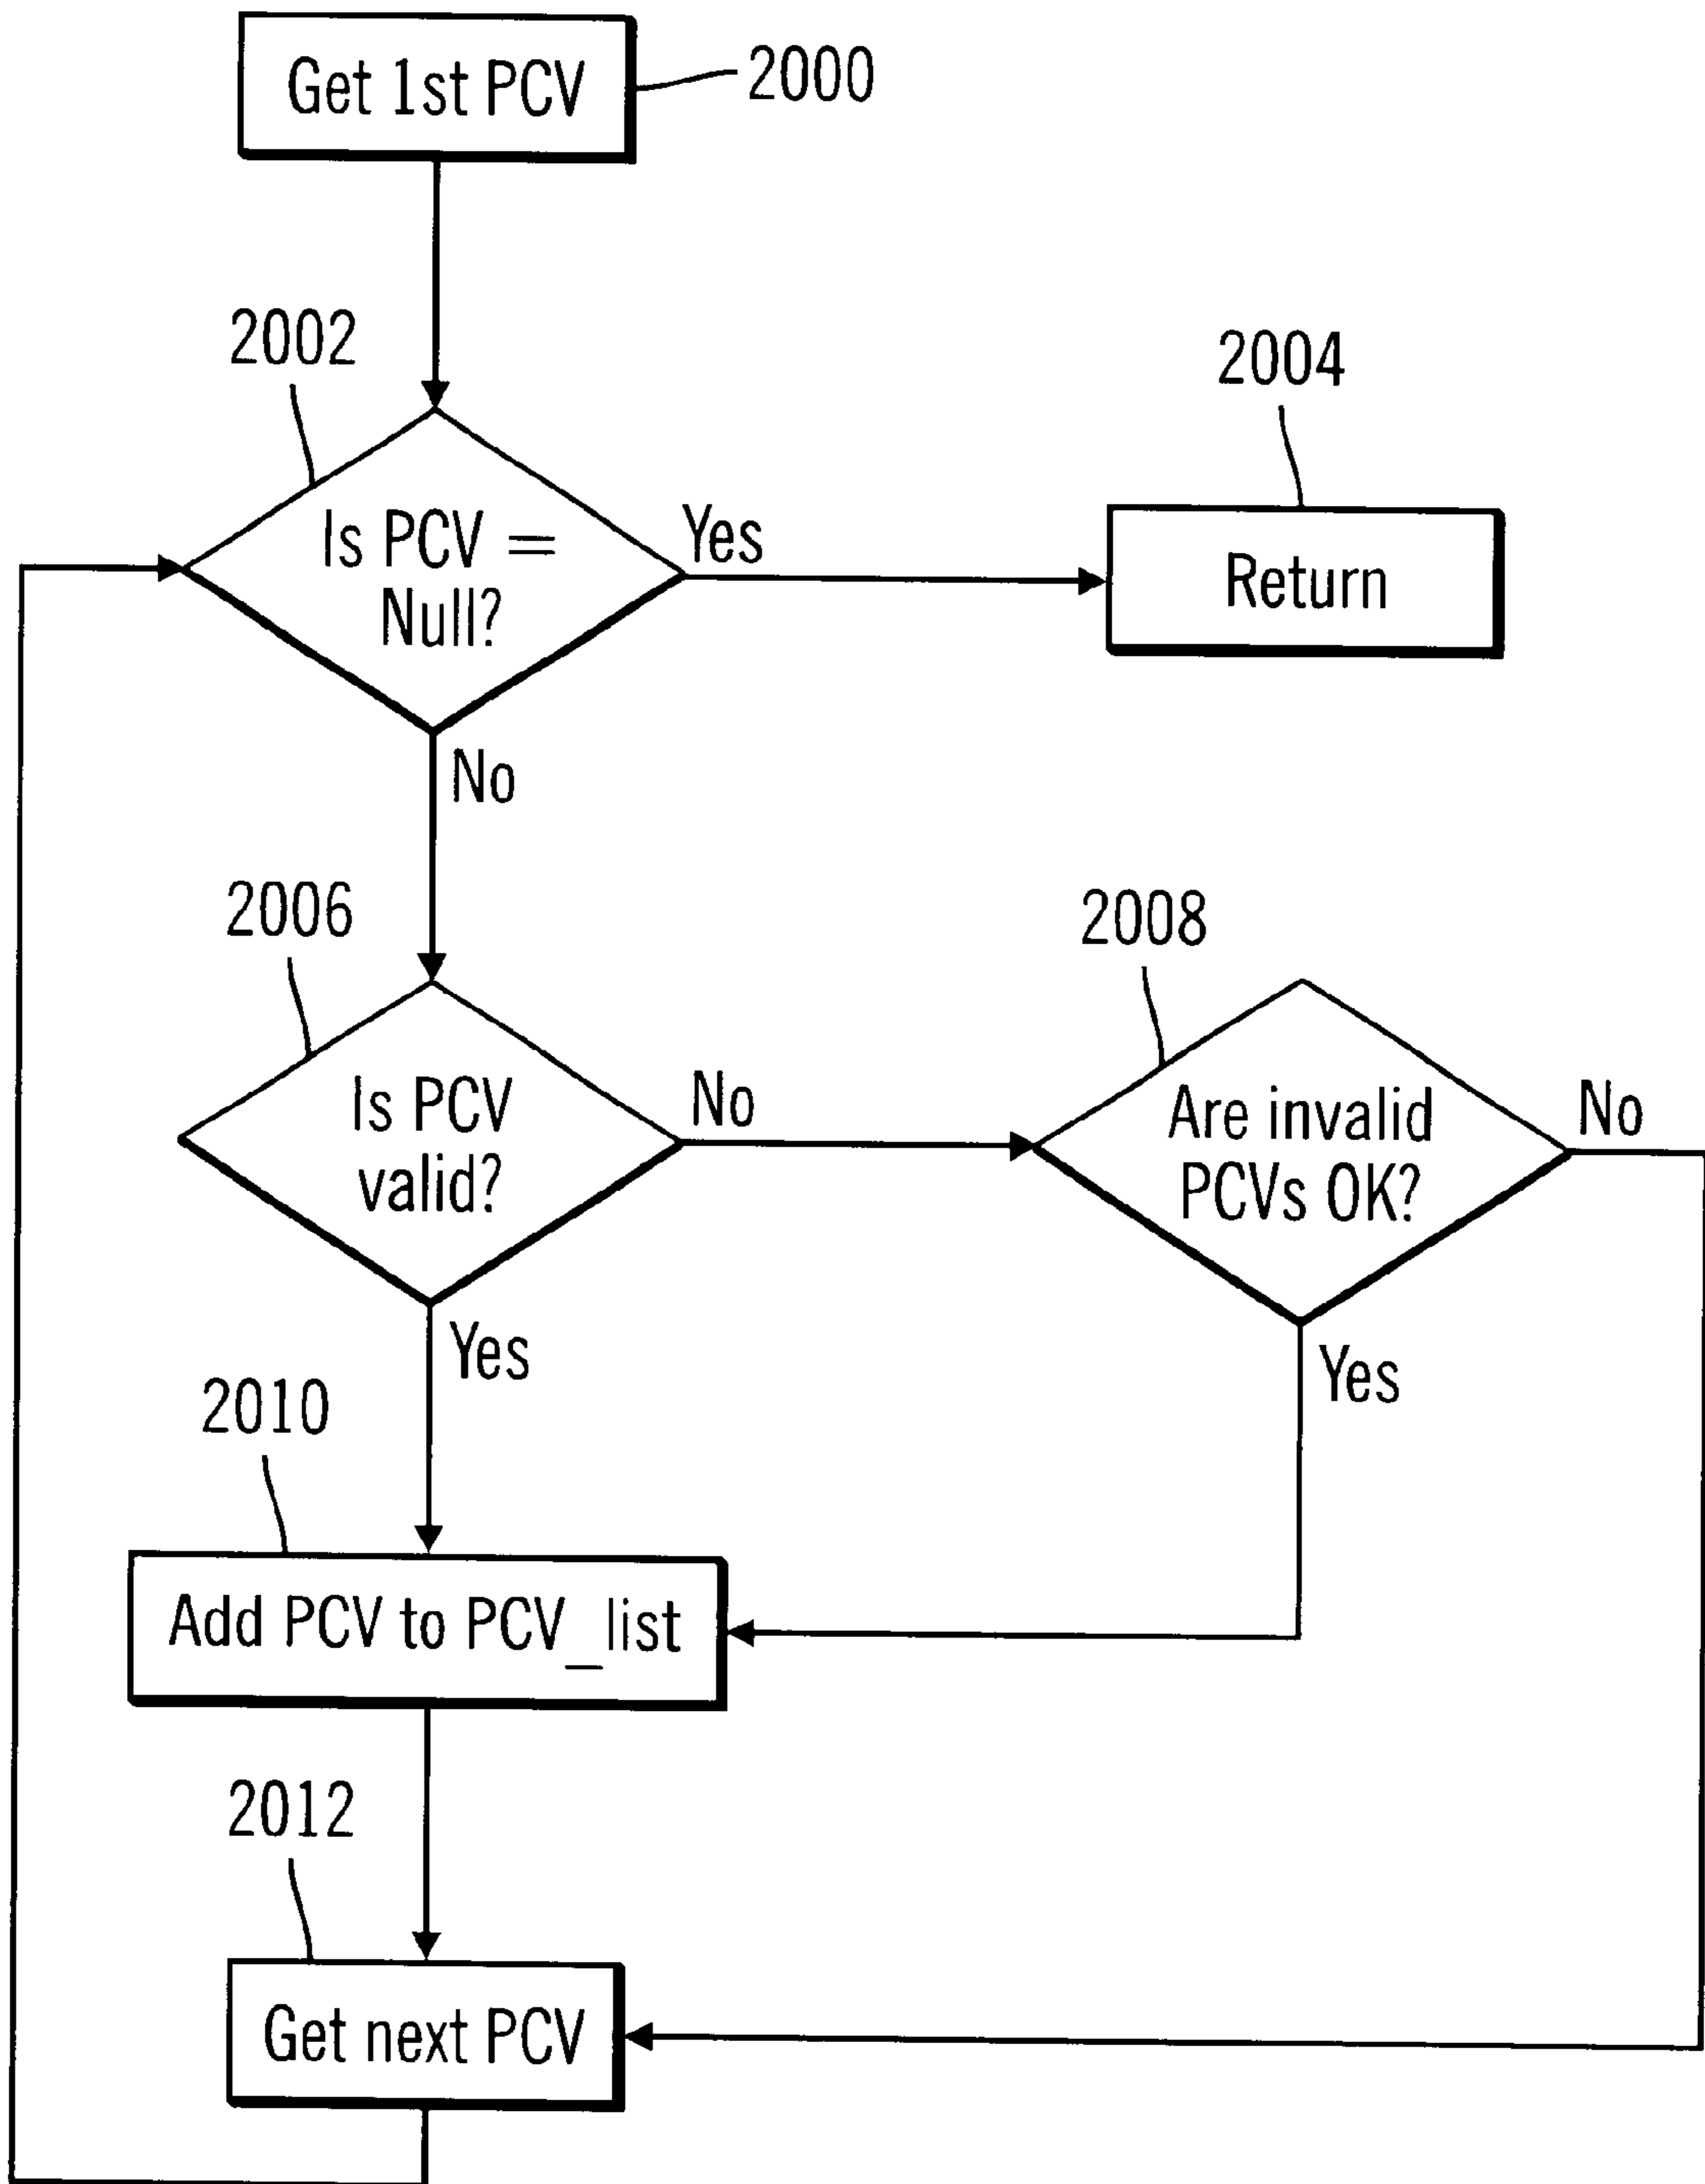 Get 1st PCV
2000
2002
2004
Is PCV =
Null?
Yes
Return
No
2006
2008
Is PCV
valid?
No
Are invalid
PCVs OK?
No
Yes
Yes
2010
Add PCV to PCV_list
2012
Get next PCV